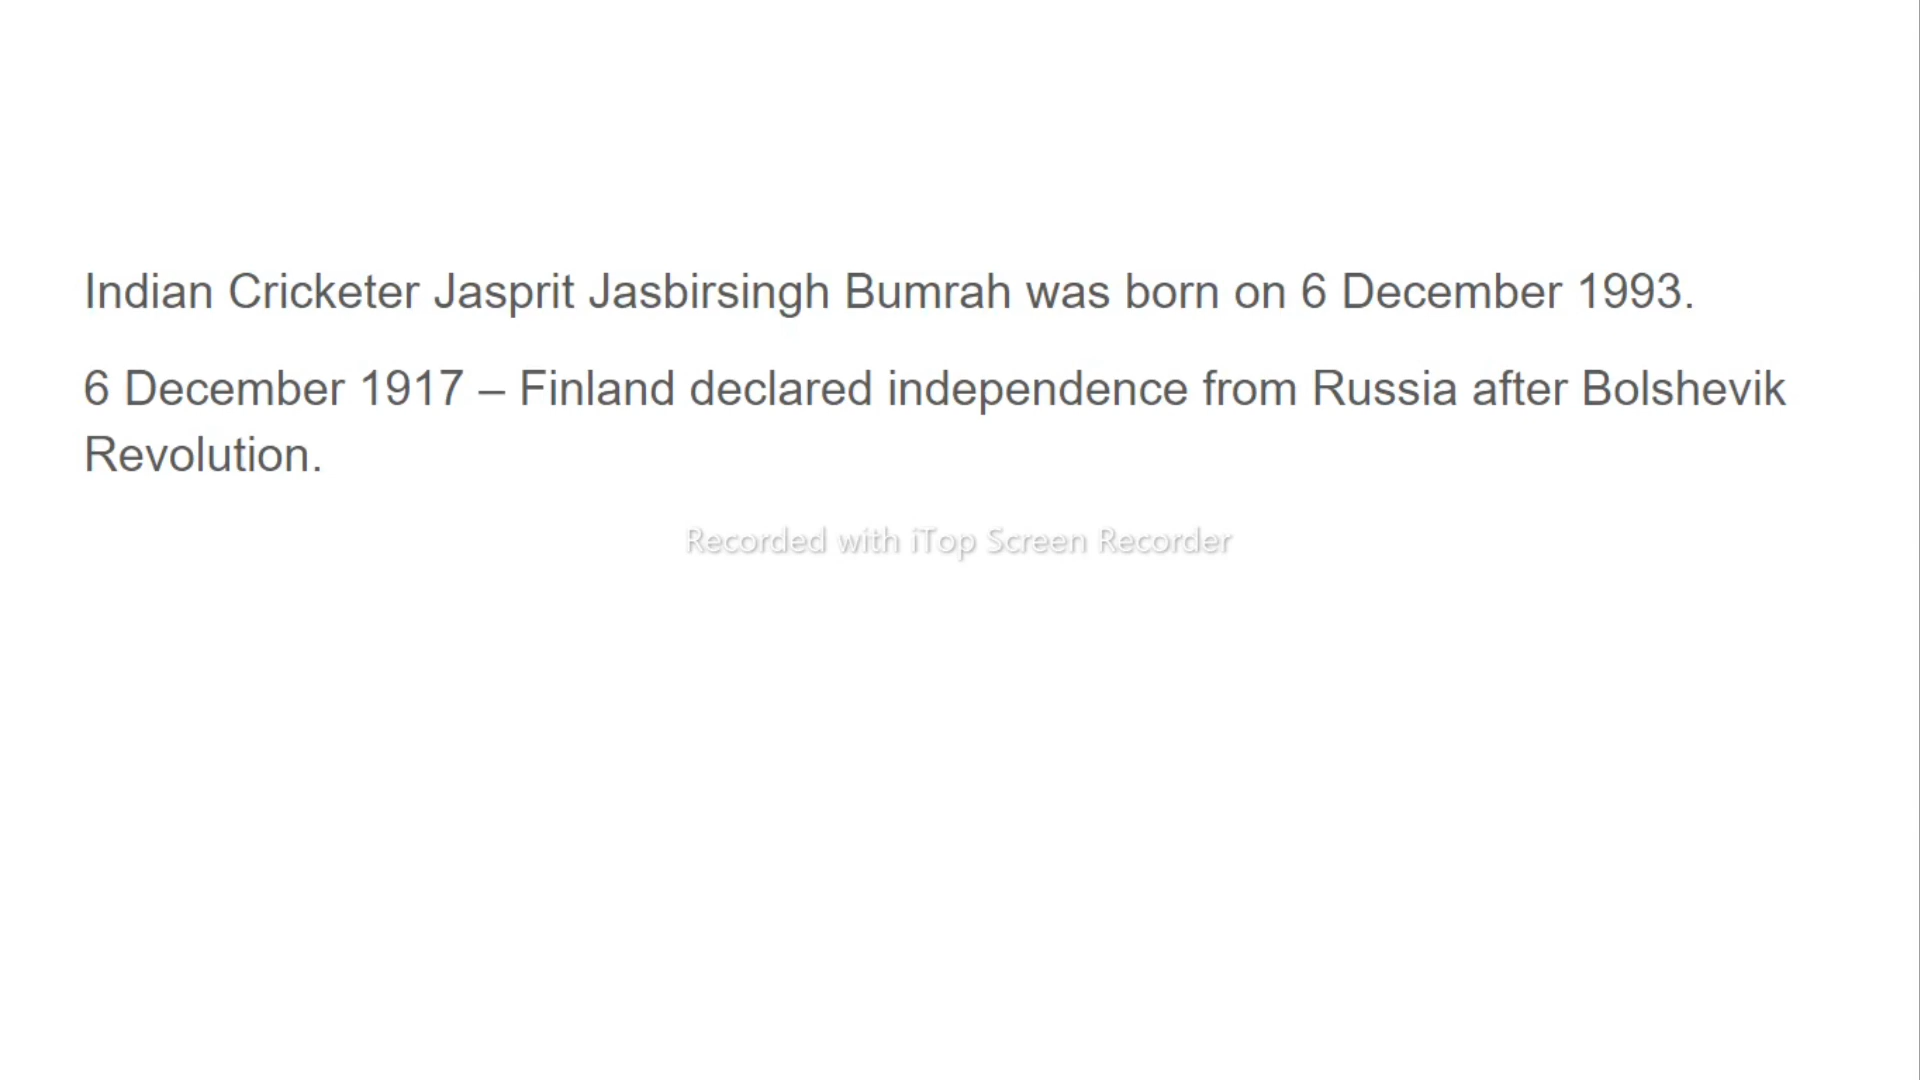 Indian Cricketer Jasprit Jasbirsingh Bumrah was born on 6 December 1993.
6 December 1917 – Finland declared independence from Russia after Bolshevik
Revolution.
Recorded with iTop Screen Recorder